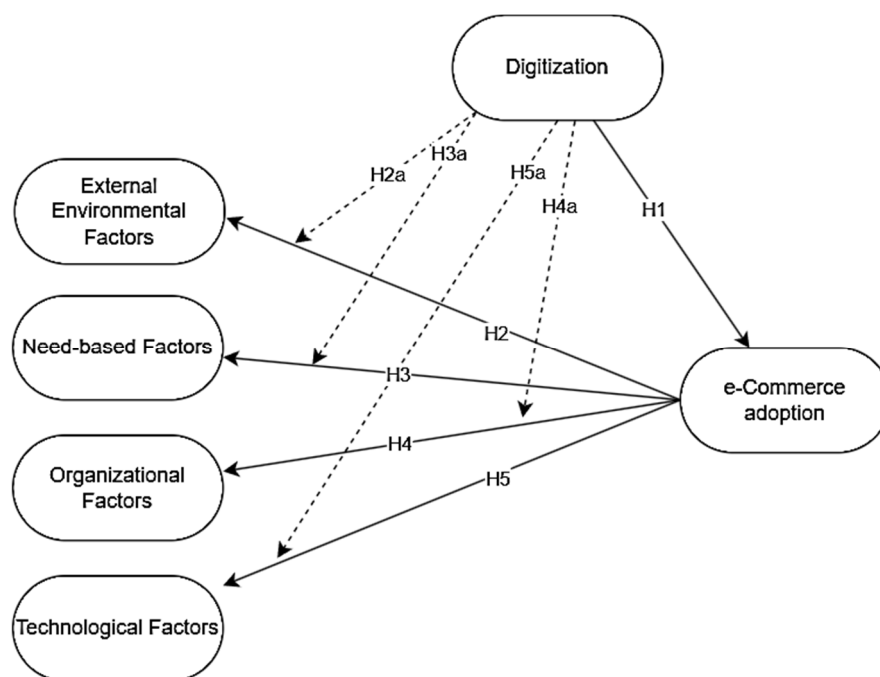 Digitization
H2a
H3a
H5a
H4a
H1
External
Environmental
Factors
H2
Need-based Factors
H3
e-Commerce
adoption
H4
Organizational
Factors
H5
Technological Factors